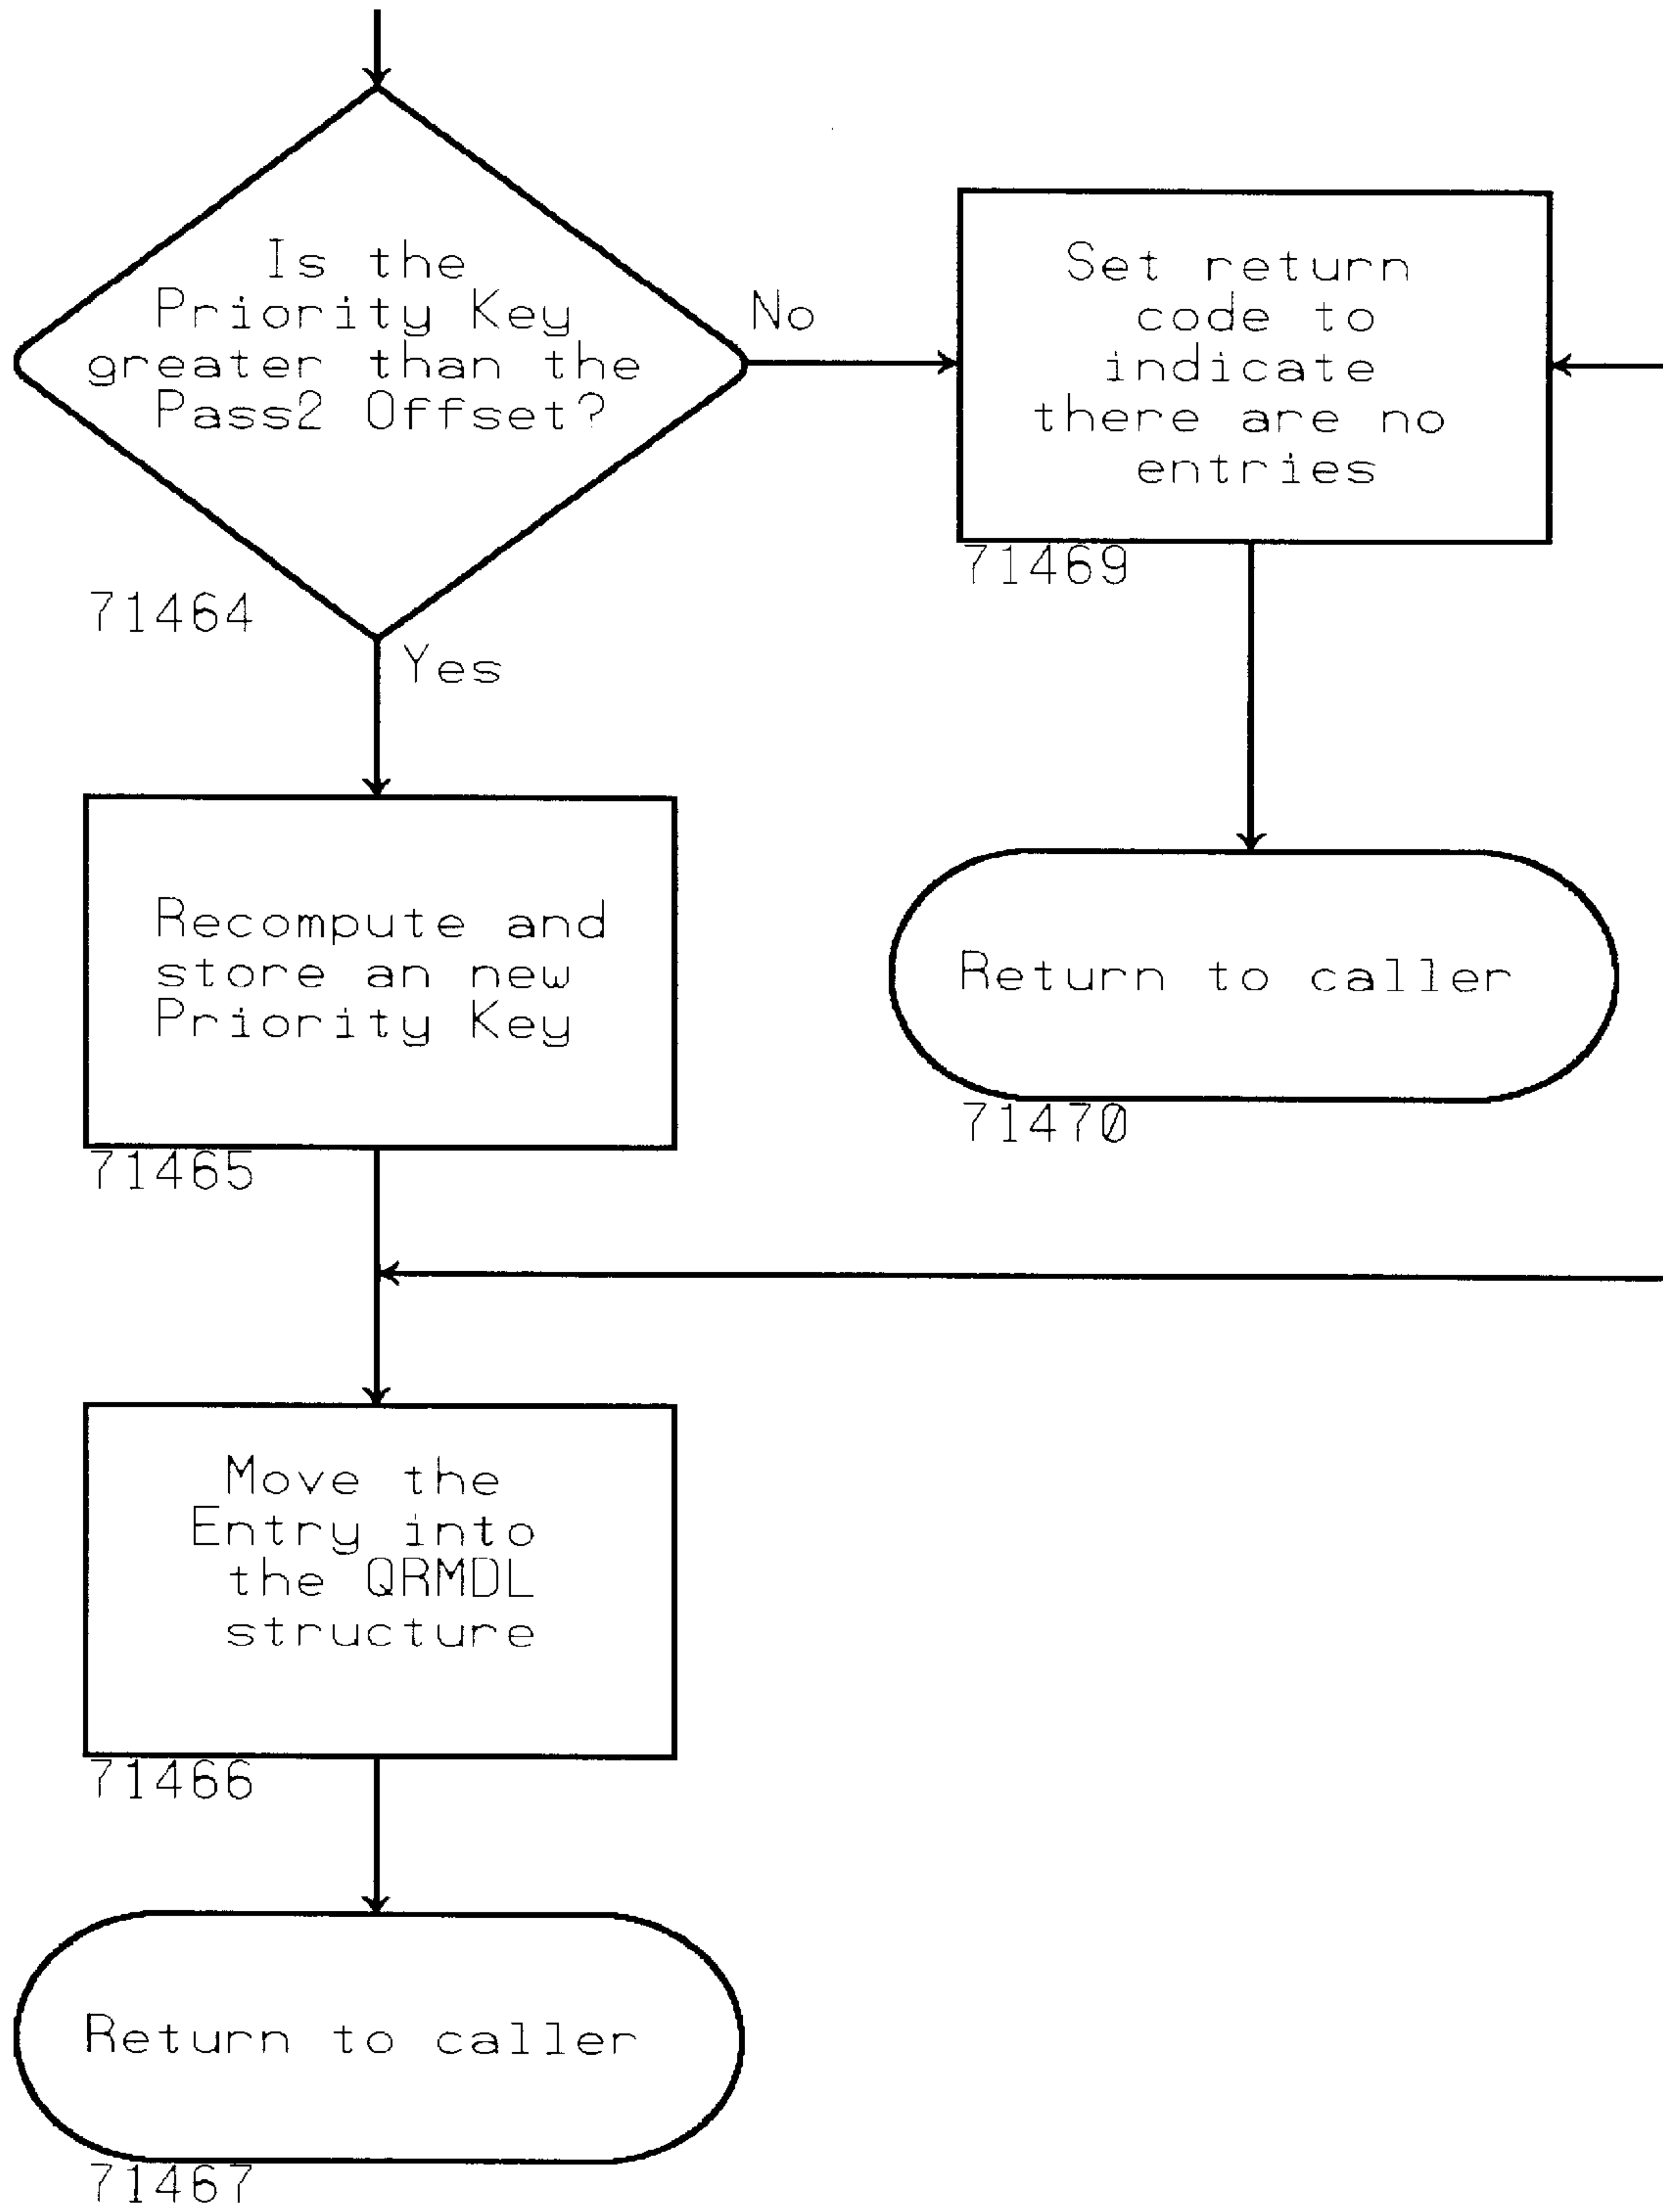 Is the
Priority Key
greater than the
Pass2 Offset?
71464
No
Yes
Set return
code to
indicate
there are no
entries
71469
Return to caller
71470
Recompute and
store an new
Priority Key
71465
Move the
Entry into
the QRMDL
structure
71466
Return to caller
71467